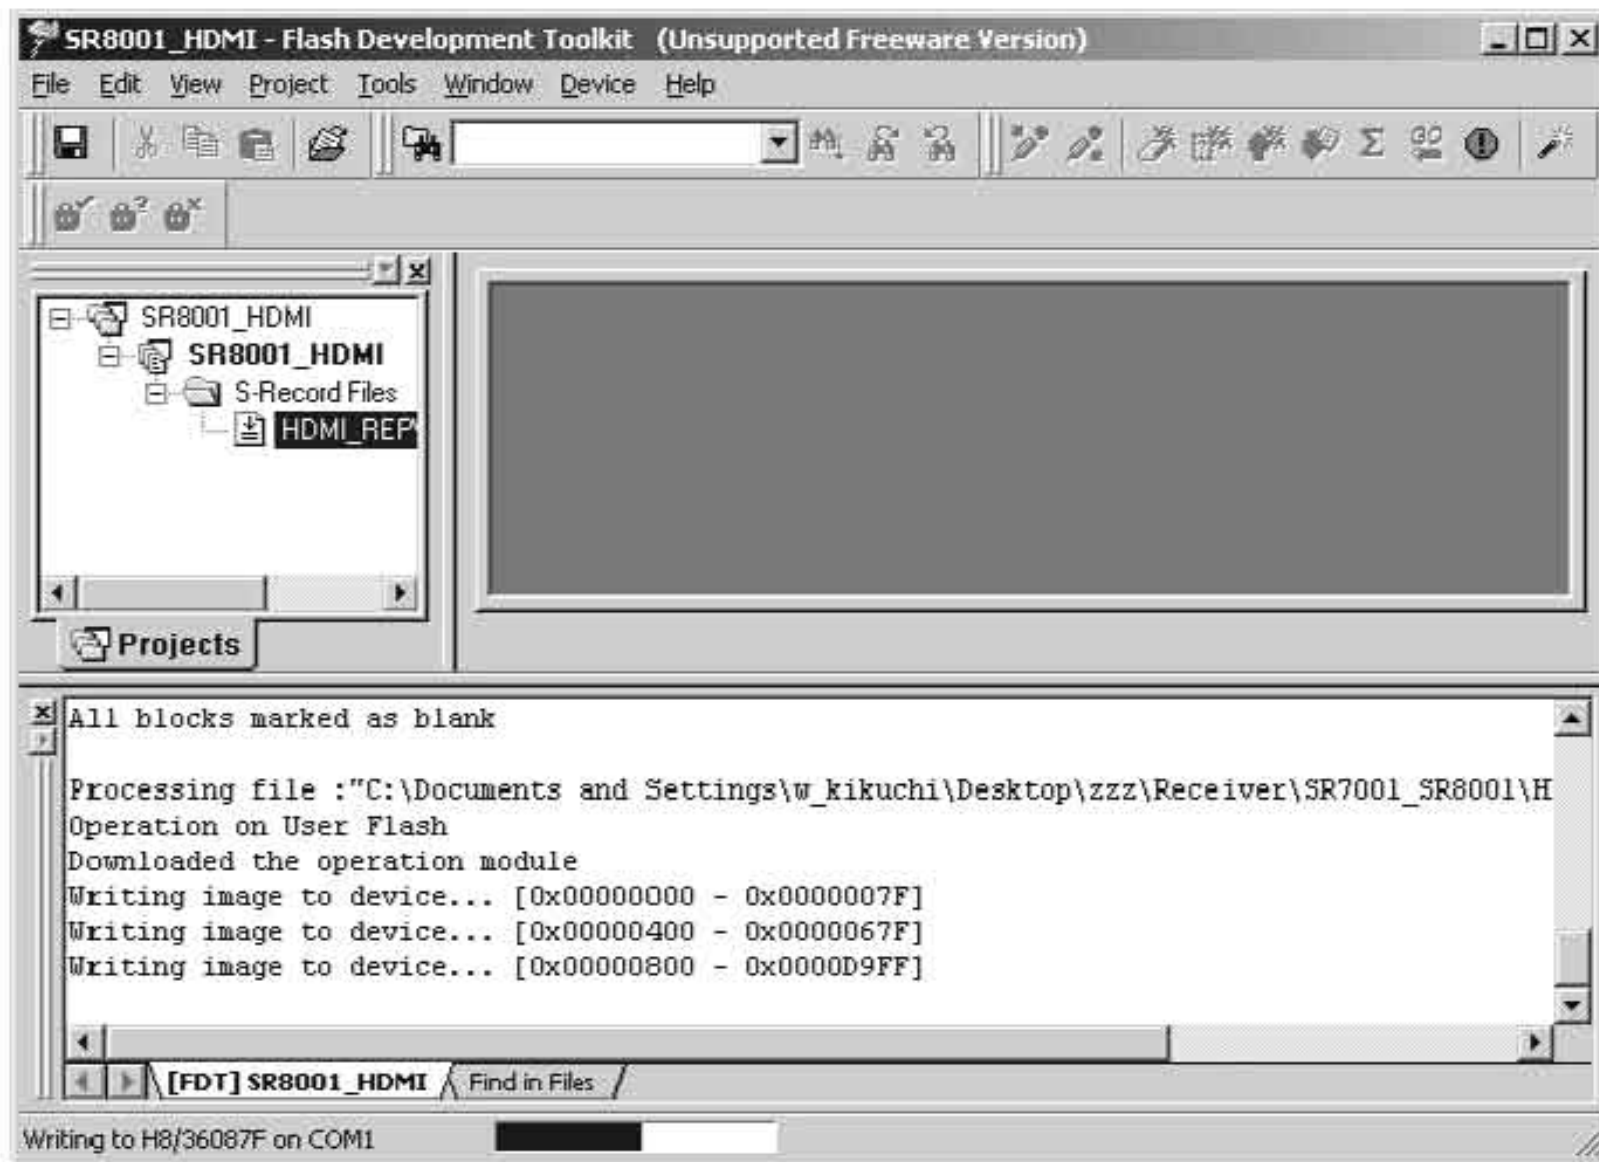 SR8001_HDMI - Flash Development Toolkit (Unsupported Freeware Version)
File Edit View Project Tools Window Device Help
SR8001_HDMI
SR8001_HDMI
S-Record Files
HDMI_REP
Projects
All blocks marked as blank
Processing file :"C:\Documents and Settings\w_kikuchi\Desktop\zzz\Receiver\SR7001_SR8001\H
Operation on User Flash
Downloaded the operation module
Writing image to device... [0x00000000 - 0x0000007F]
Writing image to device... [0x00000400 - 0x0000067F]
Writing image to device... [0x00000800 - 0x0000D9FF]
[FDT] SR8001_HDMI Find in Files
Writing to H8/36087F on COM1